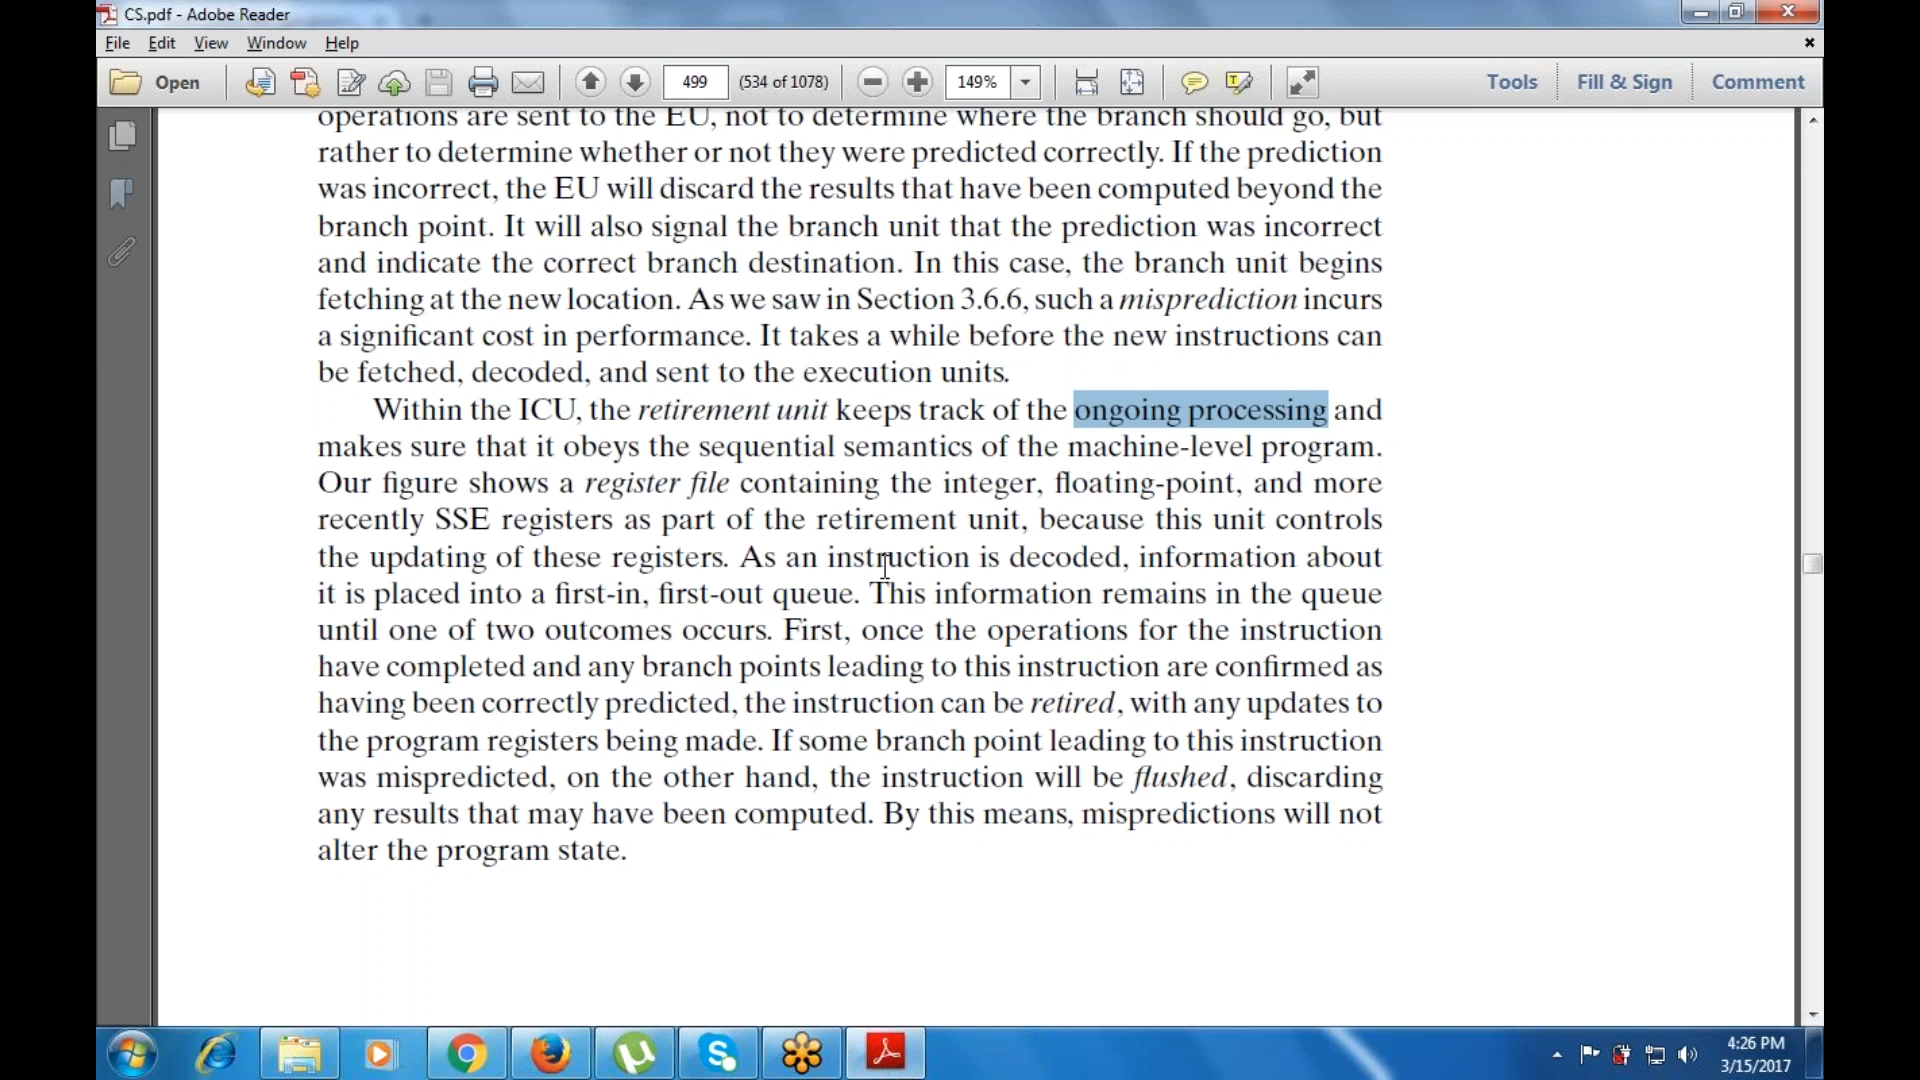 CS.pdf - Adobe Reader
File Edit View Window Help
Open 499 (534 of 1078) 149% Tools Fill & Sign Comment
operations are sent to the EU, not to determine where the branch should go, but
rather to determine whether or not they were predicted correctly. If the prediction
was incorrect, the EU will discard the results that have been computed beyond the
branch point. It will also signal the branch unit that the prediction was incorrect
and indicate the correct branch destination. In this case, the branch unit begins
fetching at the new location. As we saw in Section 3.6.6, such a misprediction incurs
a significant cost in performance. It takes a while before the new instructions can
be fetched, decoded, and sent to the execution units.
Within the ICU, the retirement unit keeps track of the ongoing processing and
makes sure that it obeys the sequential semantics of the machine-level program.
Our figure shows a register file containing the integer, floating-point, and more
recently SSE registers as part of the retirement unit, because this unit controls
the updating of these registers. As an instruction is decoded, information about
it is placed into a first-in, first-out queue. This information remains in the queue
until one of two outcomes occurs. First, once the operations for the instruction
have completed and any branch points leading to this instruction are confirmed as
having been correctly predicted, the instruction can be retired, with any updates to
the program registers being made. If some branch point leading to this instruction
was mispredicted, on the other hand, the instruction will be flushed, discarding
any results that may have been computed. By this means, mispredictions will not
alter the program state.
4:26 PM
3/15/2017